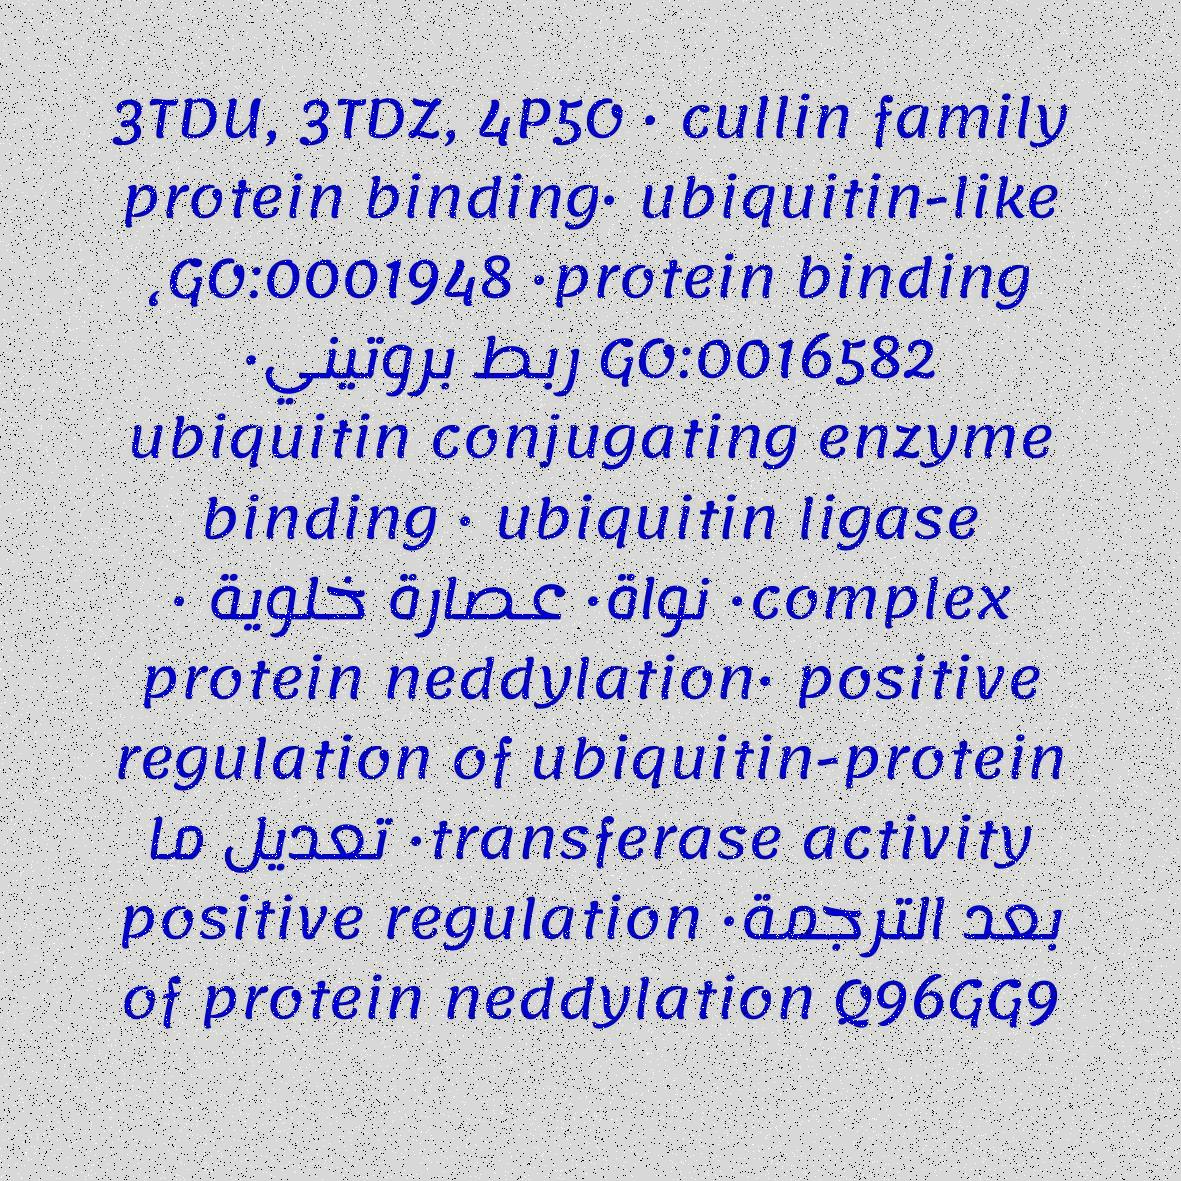 3TDU, 3TDZ, 4P5O · cullin family
protein binding· ubiquitin-like
protein binding· GO:0001948،
GO:0016582 ربط بروتيني·
ubiquitin conjugating enzyme
binding · ubiquitin ligase
complex· نواة· عصارة خلوية ·
protein neddylation· positive
regulation of ubiquitin-protein
transferase activity· تعديل ما
بعد الترجمة· positive regulation
of protein neddylation Q96GG9